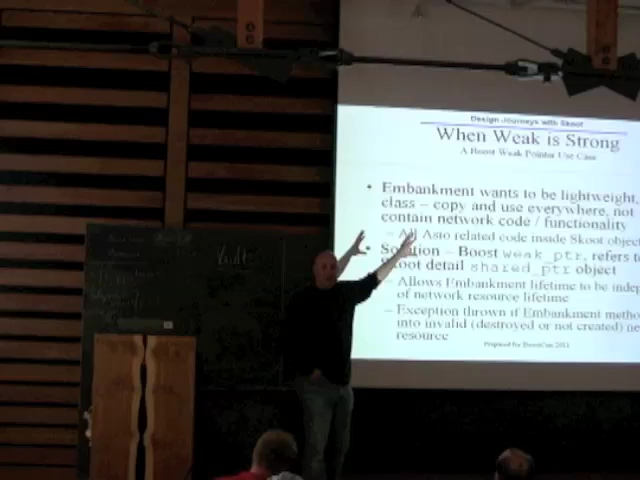 Design Journeys with Skoot
When Weak is Strong
A Boost Weak Pointer Use Case
• Embankment wants to be lightweight,
class – copy and use everywhere, not
contain network code / functionality
– All Asio related code inside Skoot object
• Solution – Boost weak_ptr, refers to
Skoot detail shared_ptr object
Allows Embankment lifetime to be indep
of network resource lifetime
– Exception thrown if Embankment metho
into invalid (destroyed or not created) ne
resource
Prepared for BoostCon 2011
Vault